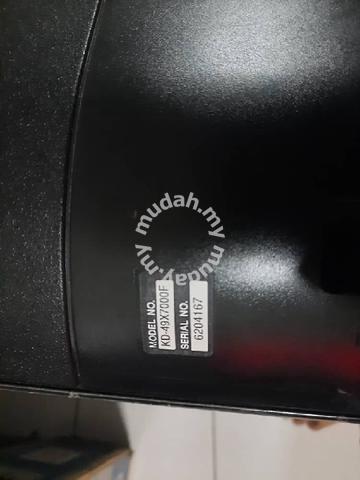 MODEL NO.
KD-49X7000F
SERIAL NO.
6204167
mudah.my mudah.my